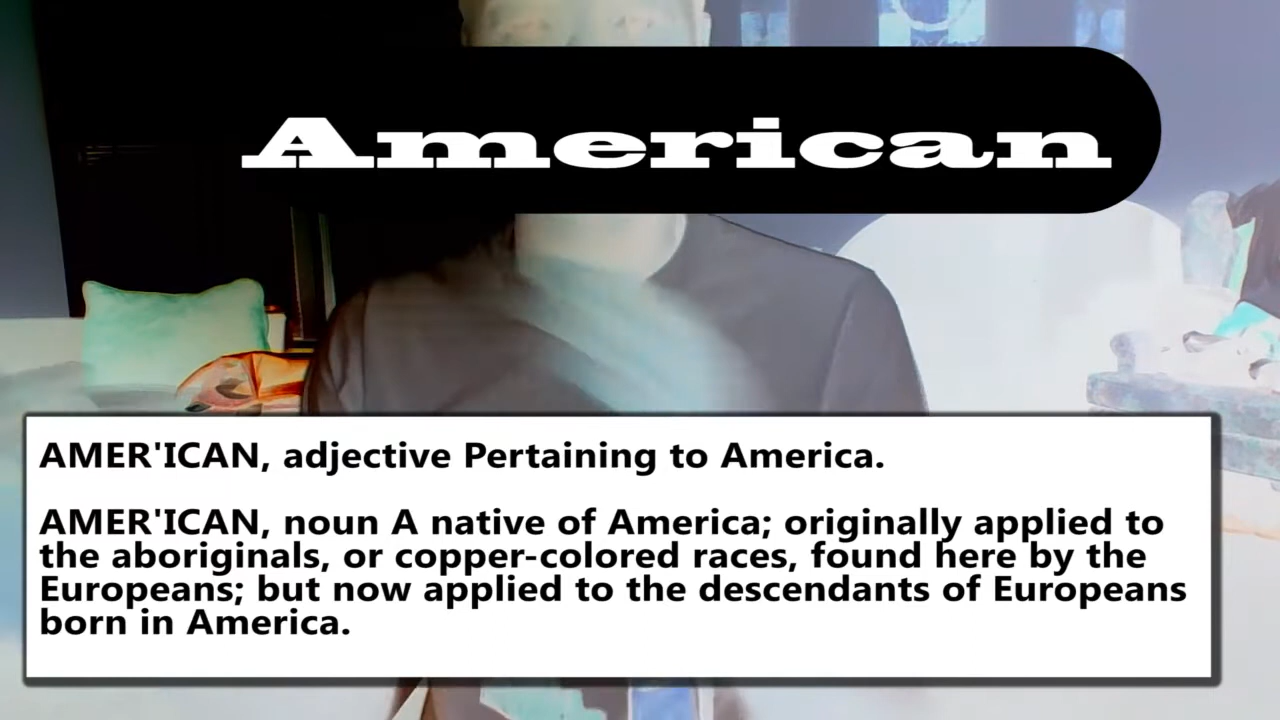 American
AMER'ICAN, adjective Pertaining to America.
AMER'ICAN, noun A native of America; originally applied to
the aboriginals, or copper-colored races, found here by the
Europeans; but now applied to the descendants of Europeans
born in America.